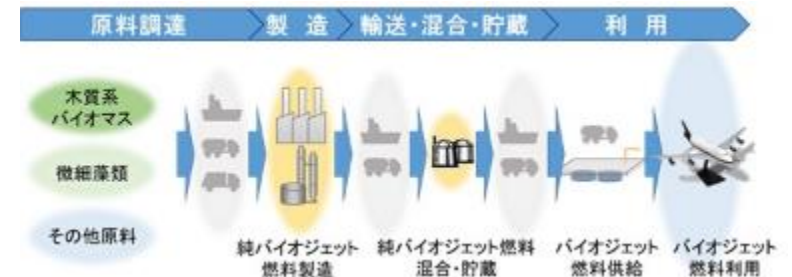 原料調達
製造
輸送・混合・貯蔵
利用
木質系
バイオマス
微細藻類
その他原料
純バイオジェット
燃料製造
純バイオジェット燃料
混合・貯蔵
バイオジェット
燃料供給
バイオジェット
燃料利用